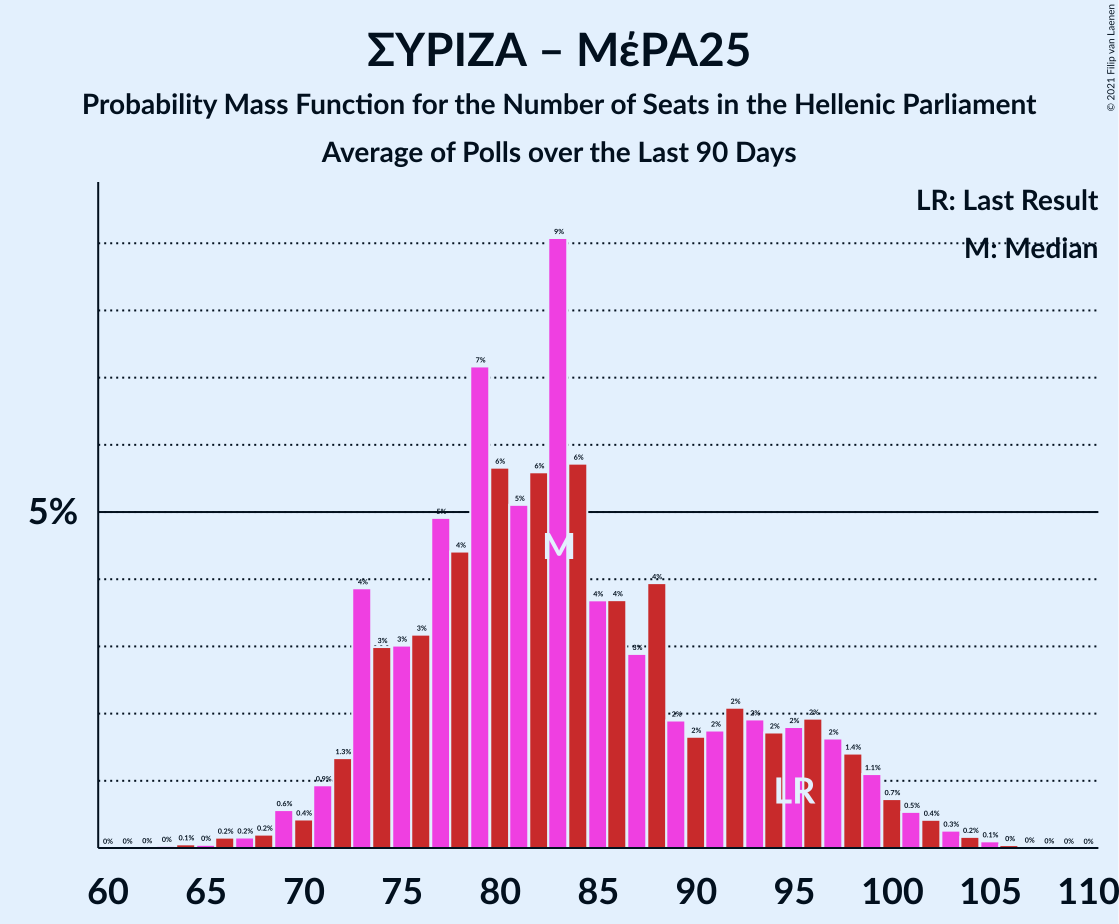 ΣΥΡΙΖΑ – ΜέΡΑ25
Probability Mass Function for the Number of Seats in the Hellenic Parliament
Average of Polls over the Last 90 Days
© 2021 Filip van Laenen
LR: Last Result
M: Median
5%
0% 0% 0% 0% 0.1% 0% 0.2% 0.2% 0.2% 0.6% 0.4% 0.9% 1.3% 4% 3% 3% 3% 5% 4% 7% 6% 5% 6% 9% 6% 4% 4% 3% 4% 2% 2% 2% 2% 2% 2% 2% 2% 2% 1.4% 1.1% 0.7% 0.5% 0.4% 0.3% 0.2% 0.1% 0% 0% 0% 0% 0%
M
LR
60 65 70 75 80 85 90 95 100 105 110